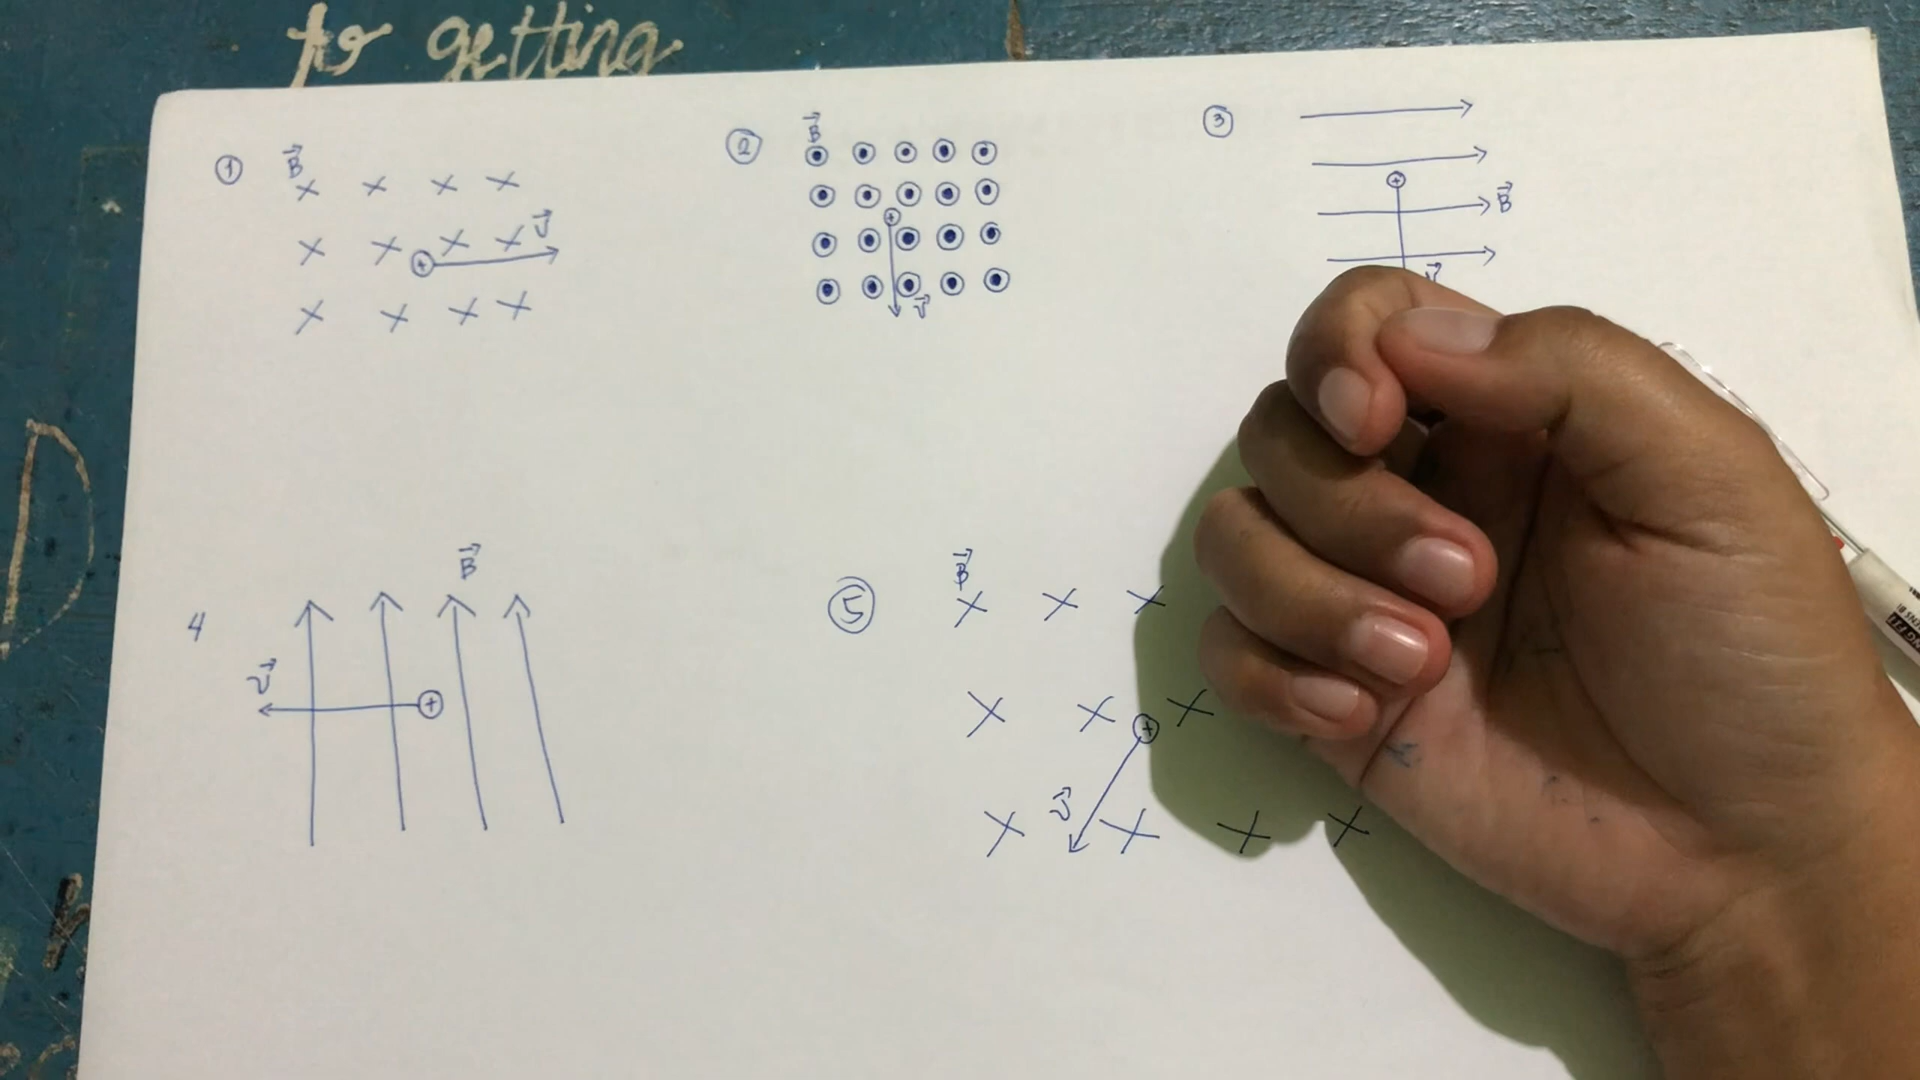 to getting
① B⃗
× × × ×
× × × × v⃗
⊕
× × × ×
② B⃗
⊙ ⊙ ⊙ ⊙ ⊙
⊙ ⊙ ⊙ ⊙ ⊙
⊕
⊙ ⊙ ⊙ ⊙ ⊙
⊙ ⊙ ⊙ ⊙ ⊙
v⃗
③
⊕
B⃗
v⃗
4
B⃗
v⃗
⊕
⑤ B⃗
× × ×
× × ×
⊕
v⃗
× × × ×